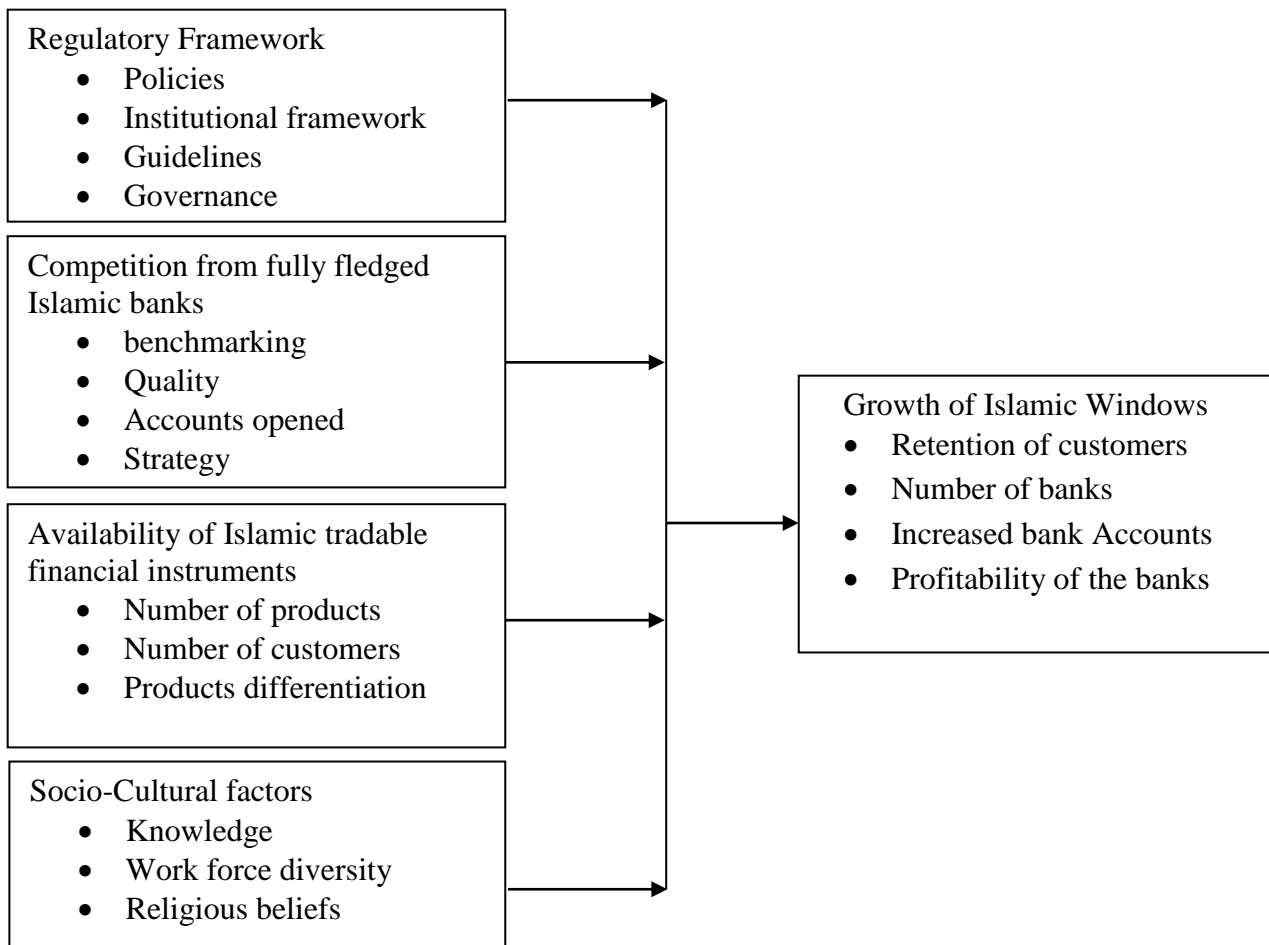 Regulatory Framework
• Policies
• Institutional framework
• Guidelines
• Governance
Competition from fully fledged
Islamic banks
• benchmarking
• Quality
• Accounts opened
• Strategy
Availability of Islamic tradable
financial instruments
• Number of products
• Number of customers
• Products differentiation
Socio-Cultural factors
• Knowledge
• Work force diversity
• Religious beliefs
Growth of Islamic Windows
• Retention of customers
• Number of banks
• Increased bank Accounts
• Profitability of the banks